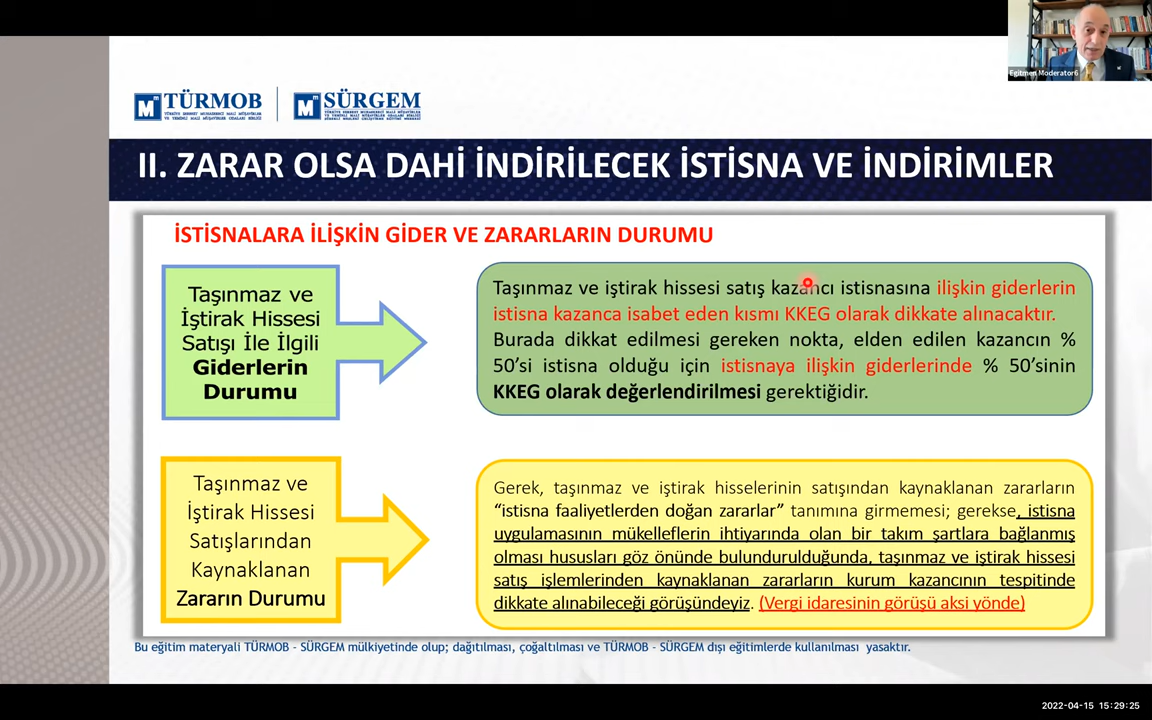 Egitmen Moderator6
TÜRMOB
SÜRGEM
II. ZARAR OLSA DAHİ İNDİRİLECEK İSTİSNA VE İNDİRİMLER
İSTİSNALARA İLİŞKİN GİDER VE ZARARLARIN DURUMU
Taşınmaz ve
İştirak Hissesi
Satışı İle İlgili
Giderlerin
Durumu
Taşınmaz ve iştirak hissesi satış kazancı istisnasına ilişkin giderlerin
istisna kazanca isabet eden kısmı KKEG olarak dikkate alınacaktır.
Burada dikkat edilmesi gereken nokta, elden edilen kazancın %
50’si istisna olduğu için istisnaya ilişkin giderlerinde % 50’sinin
KKEG olarak değerlendirilmesi gerektiğidir.
Taşınmaz ve
İştirak Hissesi
Satışlarından
Kaynaklanan
Zararın Durumu
Gerek, taşınmaz ve iştirak hisselerinin satışından kaynaklanan zararların
“istisna faaliyetlerden doğan zararlar” tanımına girmemesi; gerekse, istisna
uygulamasının mükelleflerin ihtiyarında olan bir takım şartlara bağlanmış
olması hususları göz önünde bulundurulduğunda, taşınmaz ve iştirak hissesi
satış işlemlerinden kaynaklanan zararların kurum kazancının tespitinde
dikkate alınabileceği görüşündeyiz. (Vergi idaresinin görüşü aksi yönde)
Bu eğitim materyali TÜRMOB - SÜRGEM mülkiyetinde olup; dağıtılması, çoğaltılması ve TÜRMOB - SÜRGEM dışı eğitimlerde kullanılması yasaktır.
2022-04-15 15:29:25